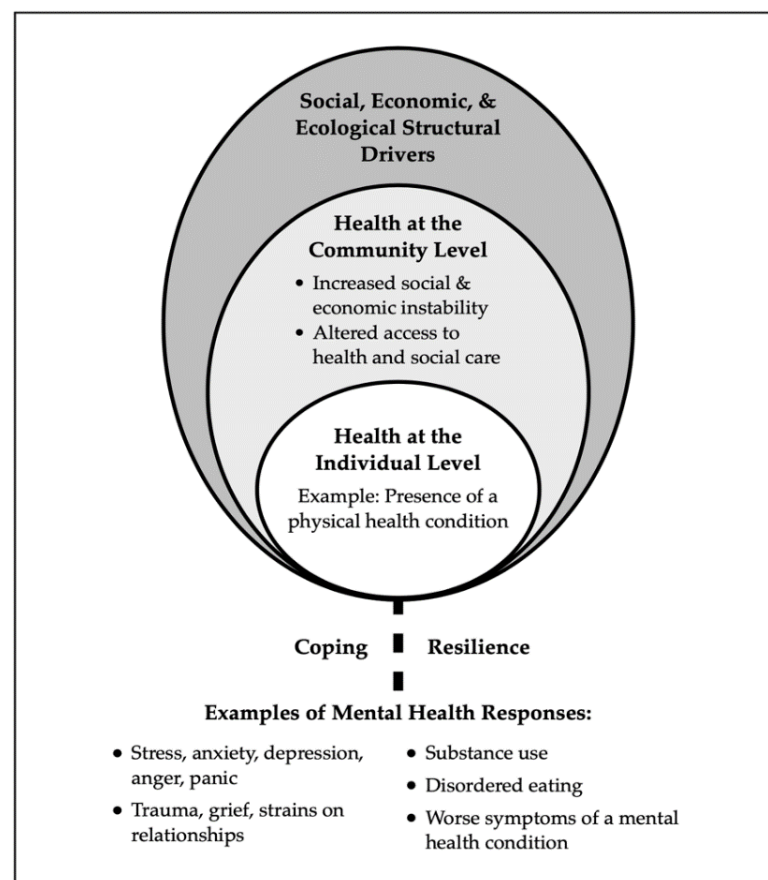 Social, Economic, &
Ecological Structural
Drivers
Health at the
Community Level
• Increased social &
economic instability
• Altered access to
health and social care
Health at the
Individual Level
Example: Presence of a
physical health condition
Coping
Resilience
Examples of Mental Health Responses:
• Stress, anxiety, depression,
anger, panic
• Trauma, grief, strains on
relationships
• Substance use
• Disordered eating
• Worse symptoms of a mental
health condition